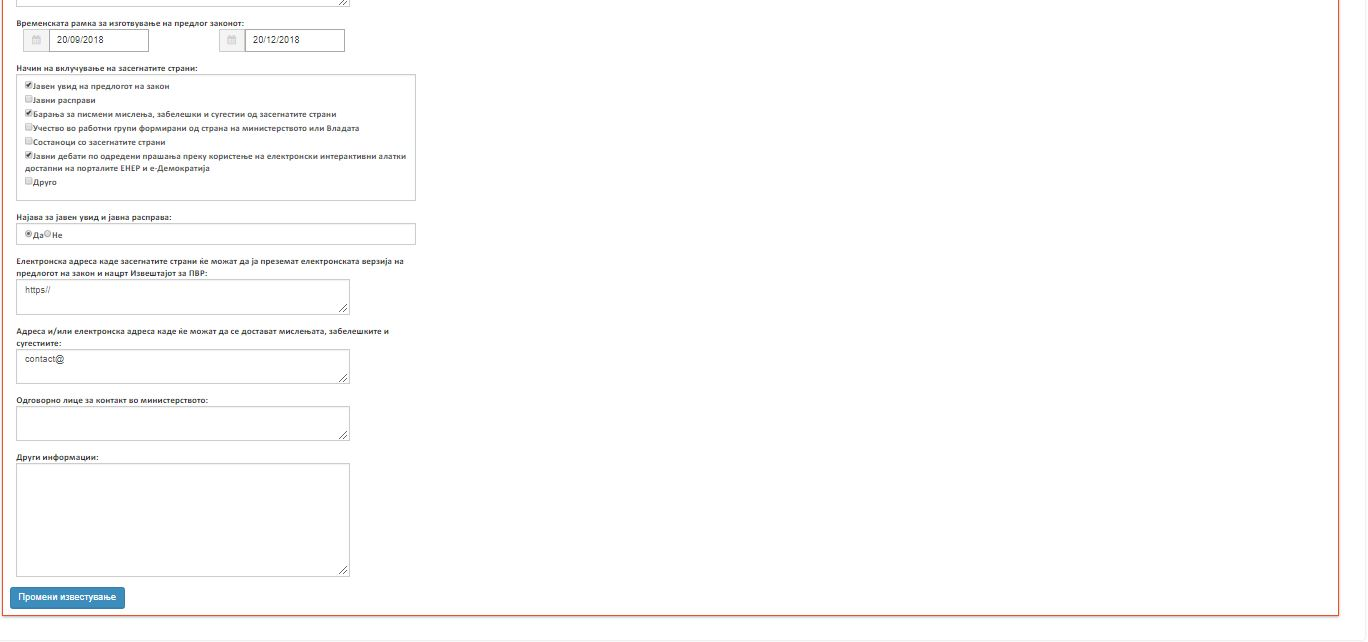 Временската рамка за изготвување на предлог законот:
20/09/2018 20/12/2018
Начин на вклучување на засегнатите страни:
Јавен увид на предлогот на закон
Јавни расправи
Барања за писмени мислења, забелешки и сугестии од засегнатите страни
Учество во работни групи формирани од страна на министерството или Владата
Состаноци со засегнатите страни
Јавни дебати по одредени прашања преку користење на електронски интерактивни алатки
достапни на порталите ЕНЕР и е-Демократија
Друго
Најава за јавен увид и јавна расправа:
Да Не
Електронска адреса каде засегнатите страни ќе можат да ја преземат електронската верзија на
предлогот на закон и нацрт Извештајот за ПВР:
https//
Адреса и/или електронска адреса каде ќе можат да се достават мислењата, забелешките и
сугестиите:
contact@
Одговорно лице за контакт во министерството:
Други информации:
Промени известување